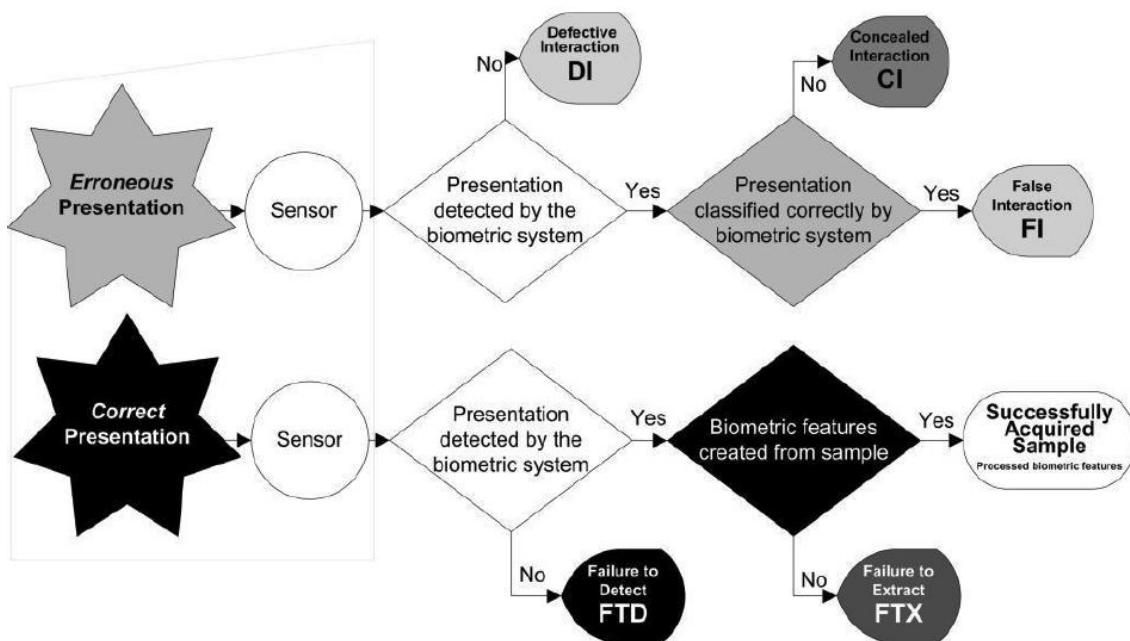 Defective
Interaction
DI
No
Concealed
Interaction
CI
No
Erroneous
Presentation
Sensor
Presentation
detected by the
biometric system
Yes
Presentation
classified correctly by
biometric system
Yes
False
Interaction
FI
Correct
Presentation
Sensor
Presentation
detected by the
biometric system
Yes
Biometric features
created from sample
Yes
Successfully
Acquired
Sample
Processed biometric features
No
Failure to
Detect
FTD
No
Failure to
Extract
FTX